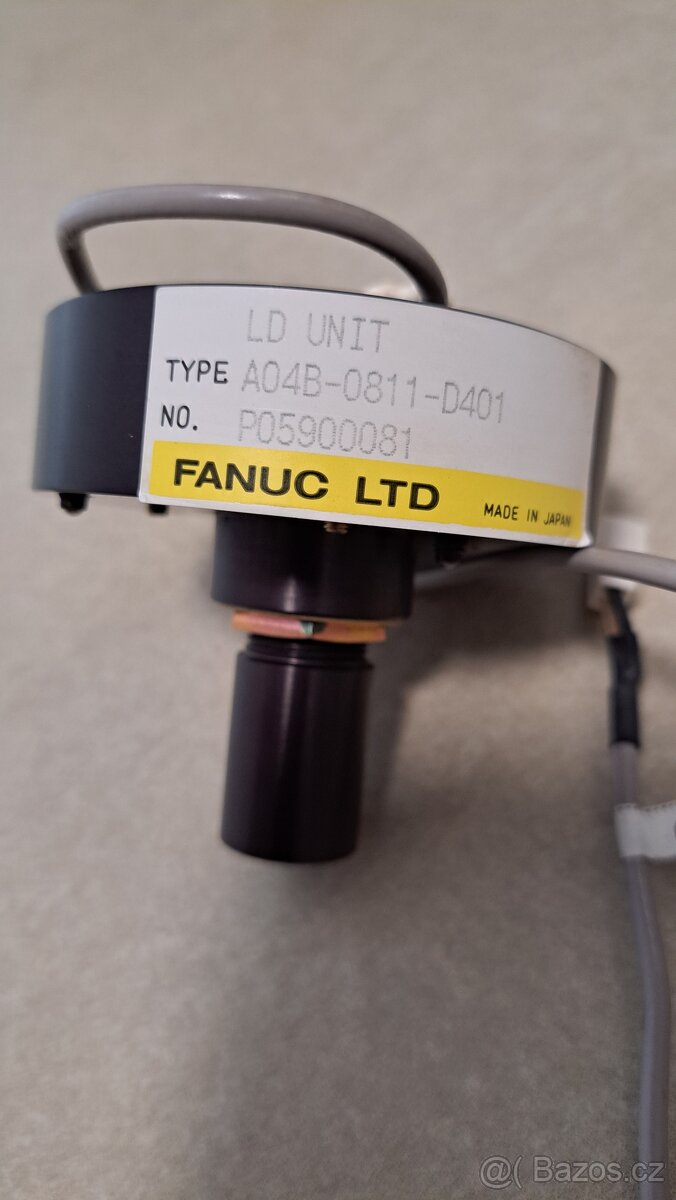 LD UNIT
TYPE A04B-0811-D401
NO. P05900081
FANUC LTD MADE IN JAPAN
@( Bazos.cz